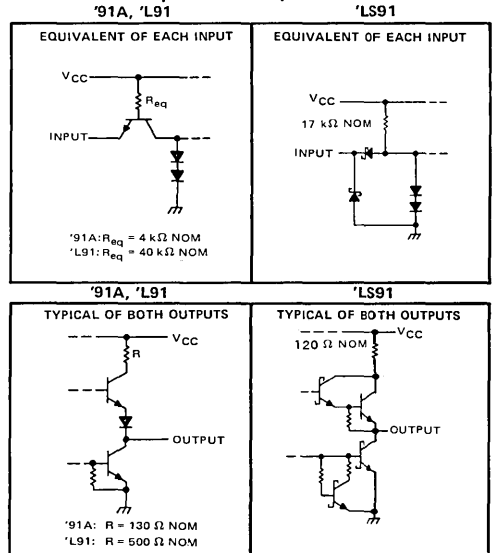 '91A, 'L91
'LS91
EQUIVALENT OF EACH INPUT
VCC
Req
INPUT
'91A: Req = 4 kΩ NOM
'L91: Req = 40 kΩ NOM
EQUIVALENT OF EACH INPUT
VCC
17 kΩ NOM
INPUT
'91A, 'L91
'LS91
TYPICAL OF BOTH OUTPUTS
VCC
R
OUTPUT
'91A: R = 130 Ω NOM
'L91: R = 500 Ω NOM
TYPICAL OF BOTH OUTPUTS
VCC
120 Ω NOM
OUTPUT